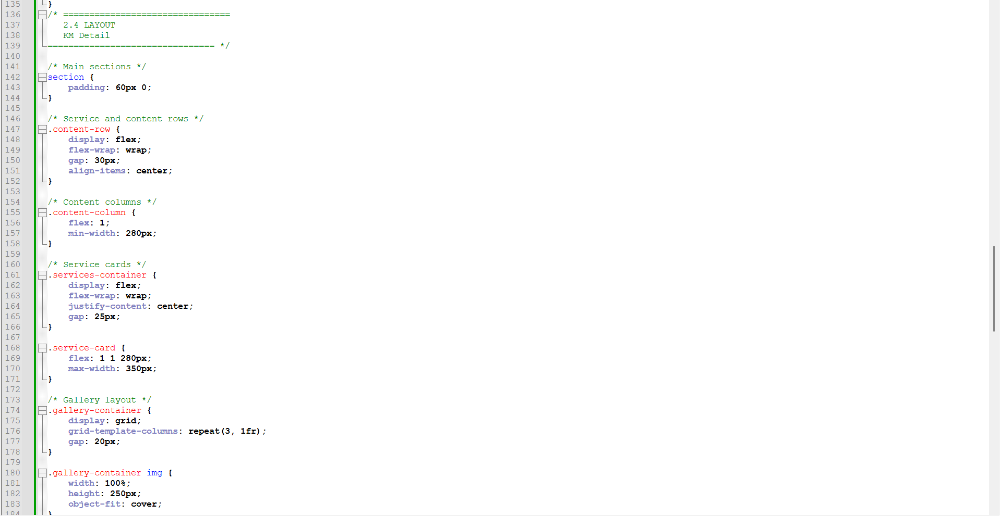 135 }
136 /* ================================
137 2.4 LAYOUT
138 KM Detail
139 ================================ */
140
141 /* Main sections */
142 section {
143 padding: 60px 0;
144 }
145
146 /* Service and content rows */
147 .content-row {
148 display: flex;
149 flex-wrap: wrap;
150 gap: 30px;
151 align-items: center;
152 }
153
154 /* Content columns */
155 .content-column {
156 flex: 1;
157 min-width: 280px;
158 }
159
160 /* Service cards */
161 .services-container {
162 display: flex;
163 flex-wrap: wrap;
164 justify-content: center;
165 gap: 25px;
166 }
167
168 .service-card {
169 flex: 1 1 280px;
170 max-width: 350px;
171 }
172
173 /* Gallery layout */
174 .gallery-container {
175 display: grid;
176 grid-template-columns: repeat(3, 1fr);
177 gap: 20px;
178 }
179
180 .gallery-container img {
181 width: 100%;
182 height: 250px;
183 object-fit: cover;
184 }